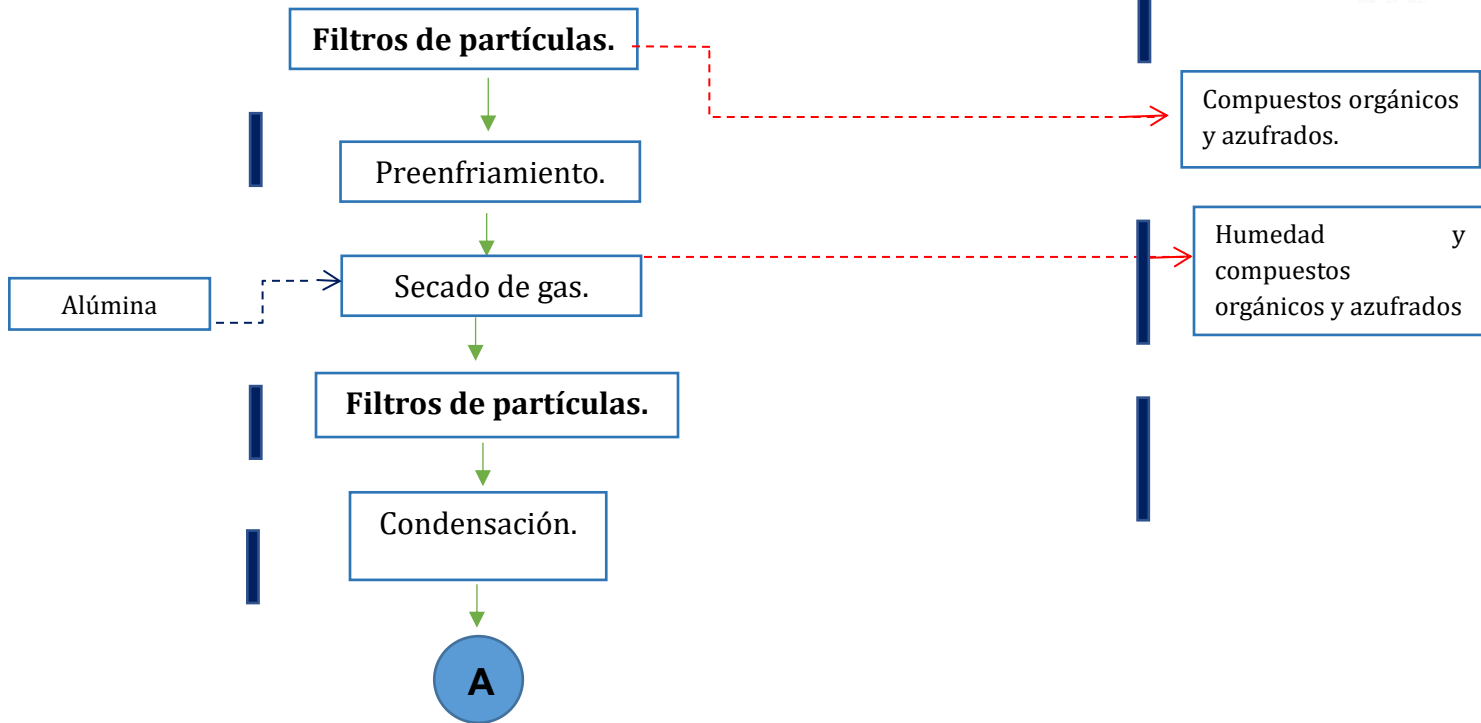 Filtros de partículas.
Compuestos orgánicos
y azufrados.
Preenfriamiento.
Humedad y
compuestos
orgánicos y azufrados
Secado de gas.
Alúmina
Filtros de partículas.
Condensación.
A